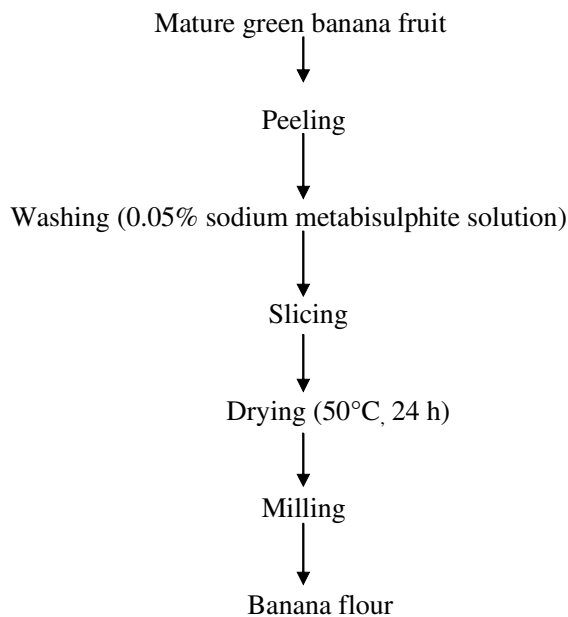 Mature green banana fruit
Peeling
Washing (0.05% sodium metabisulphite solution)
Slicing
Drying (50°C, 24 h)
Milling
Banana flour